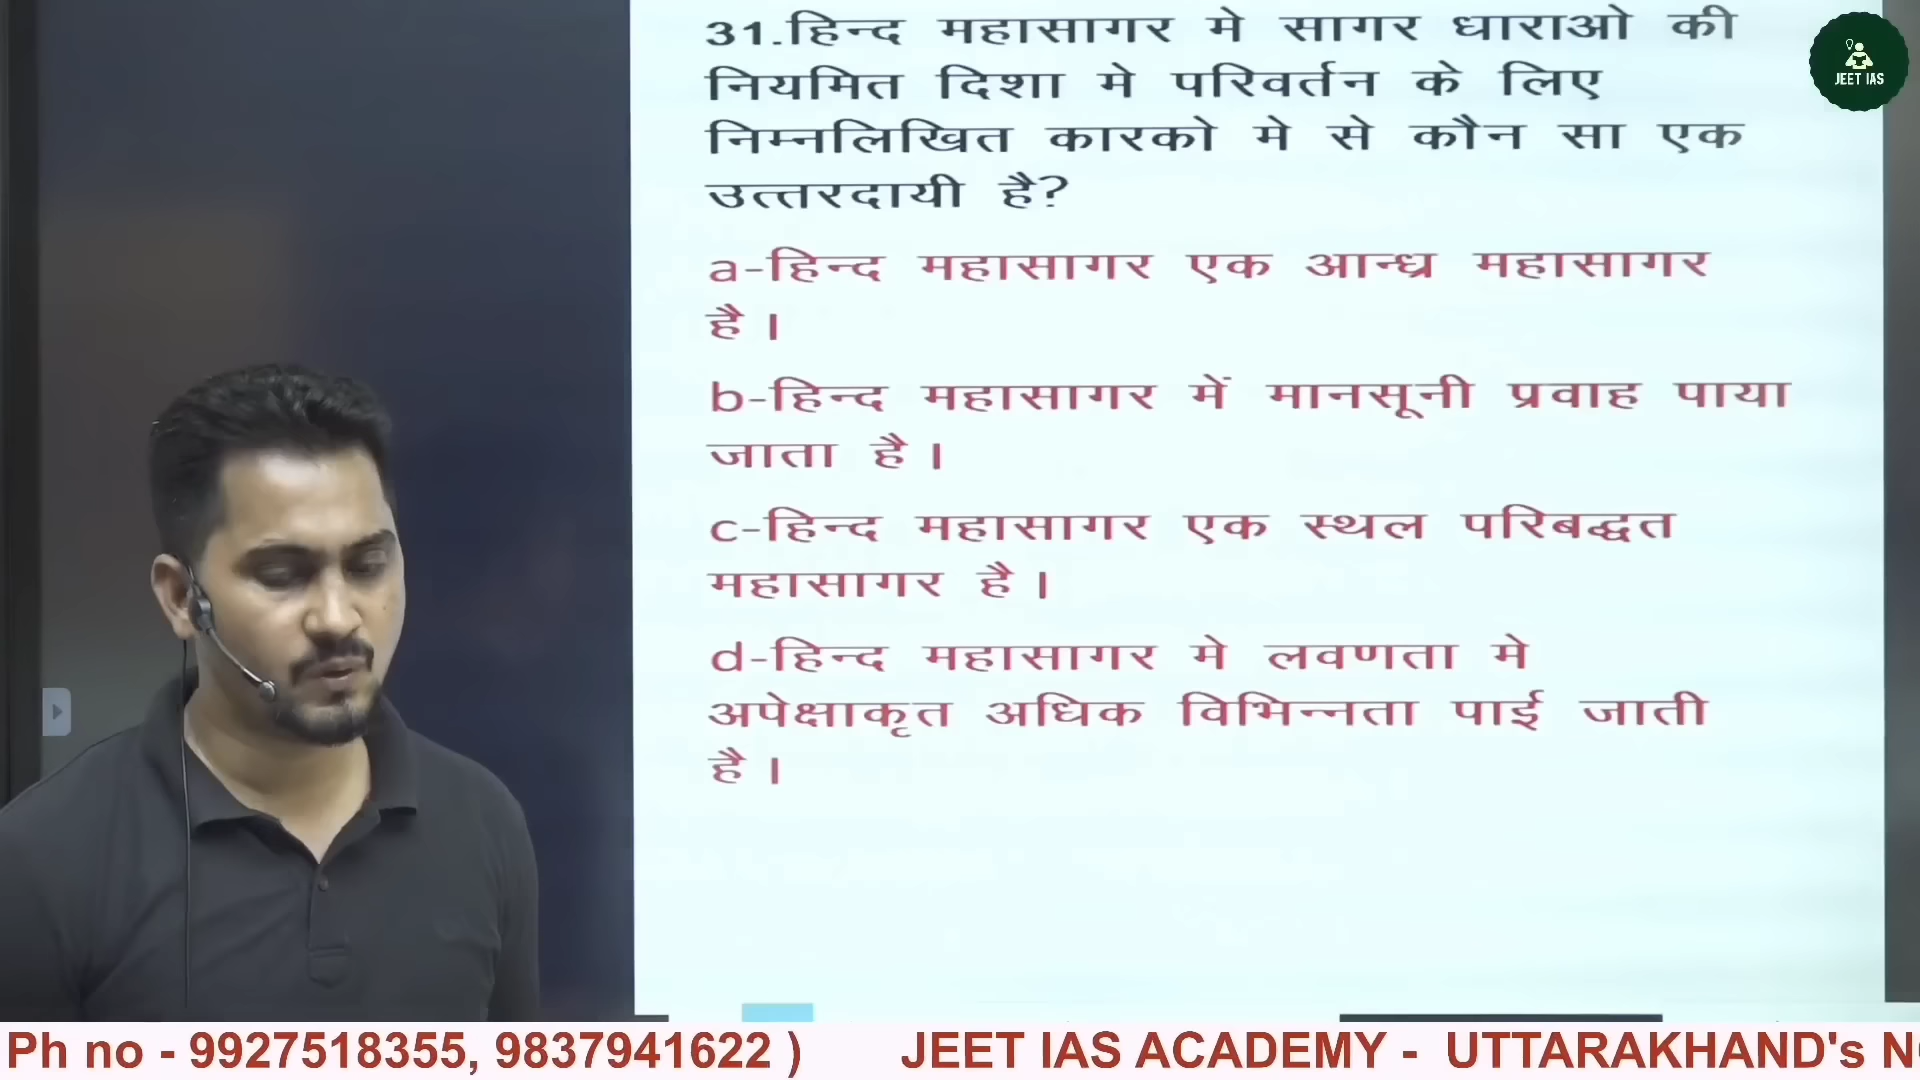 31.हिन्द महासागर मे सागर धाराओ की
नियमित दिशा मे परिवर्तन के लिए
निम्नलिखित कारको मे से कौन सा एक
उत्तरदायी है?
a-हिन्द महासागर एक आन्ध्र महासागर
है।
b-हिन्द महासागर में मानसूनी प्रवाह पाया
जाता है।
c-हिन्द महासागर एक स्थल परिबद्धत
महासागर है।
d-हिन्द महासागर मे लवणता मे
अपेक्षाकृत अधिक विभिन्नता पाई जाती
है।
JEET IAS
Ph no - 9927518355, 9837941622 ) JEET IAS ACADEMY - UTTARAKHAND's